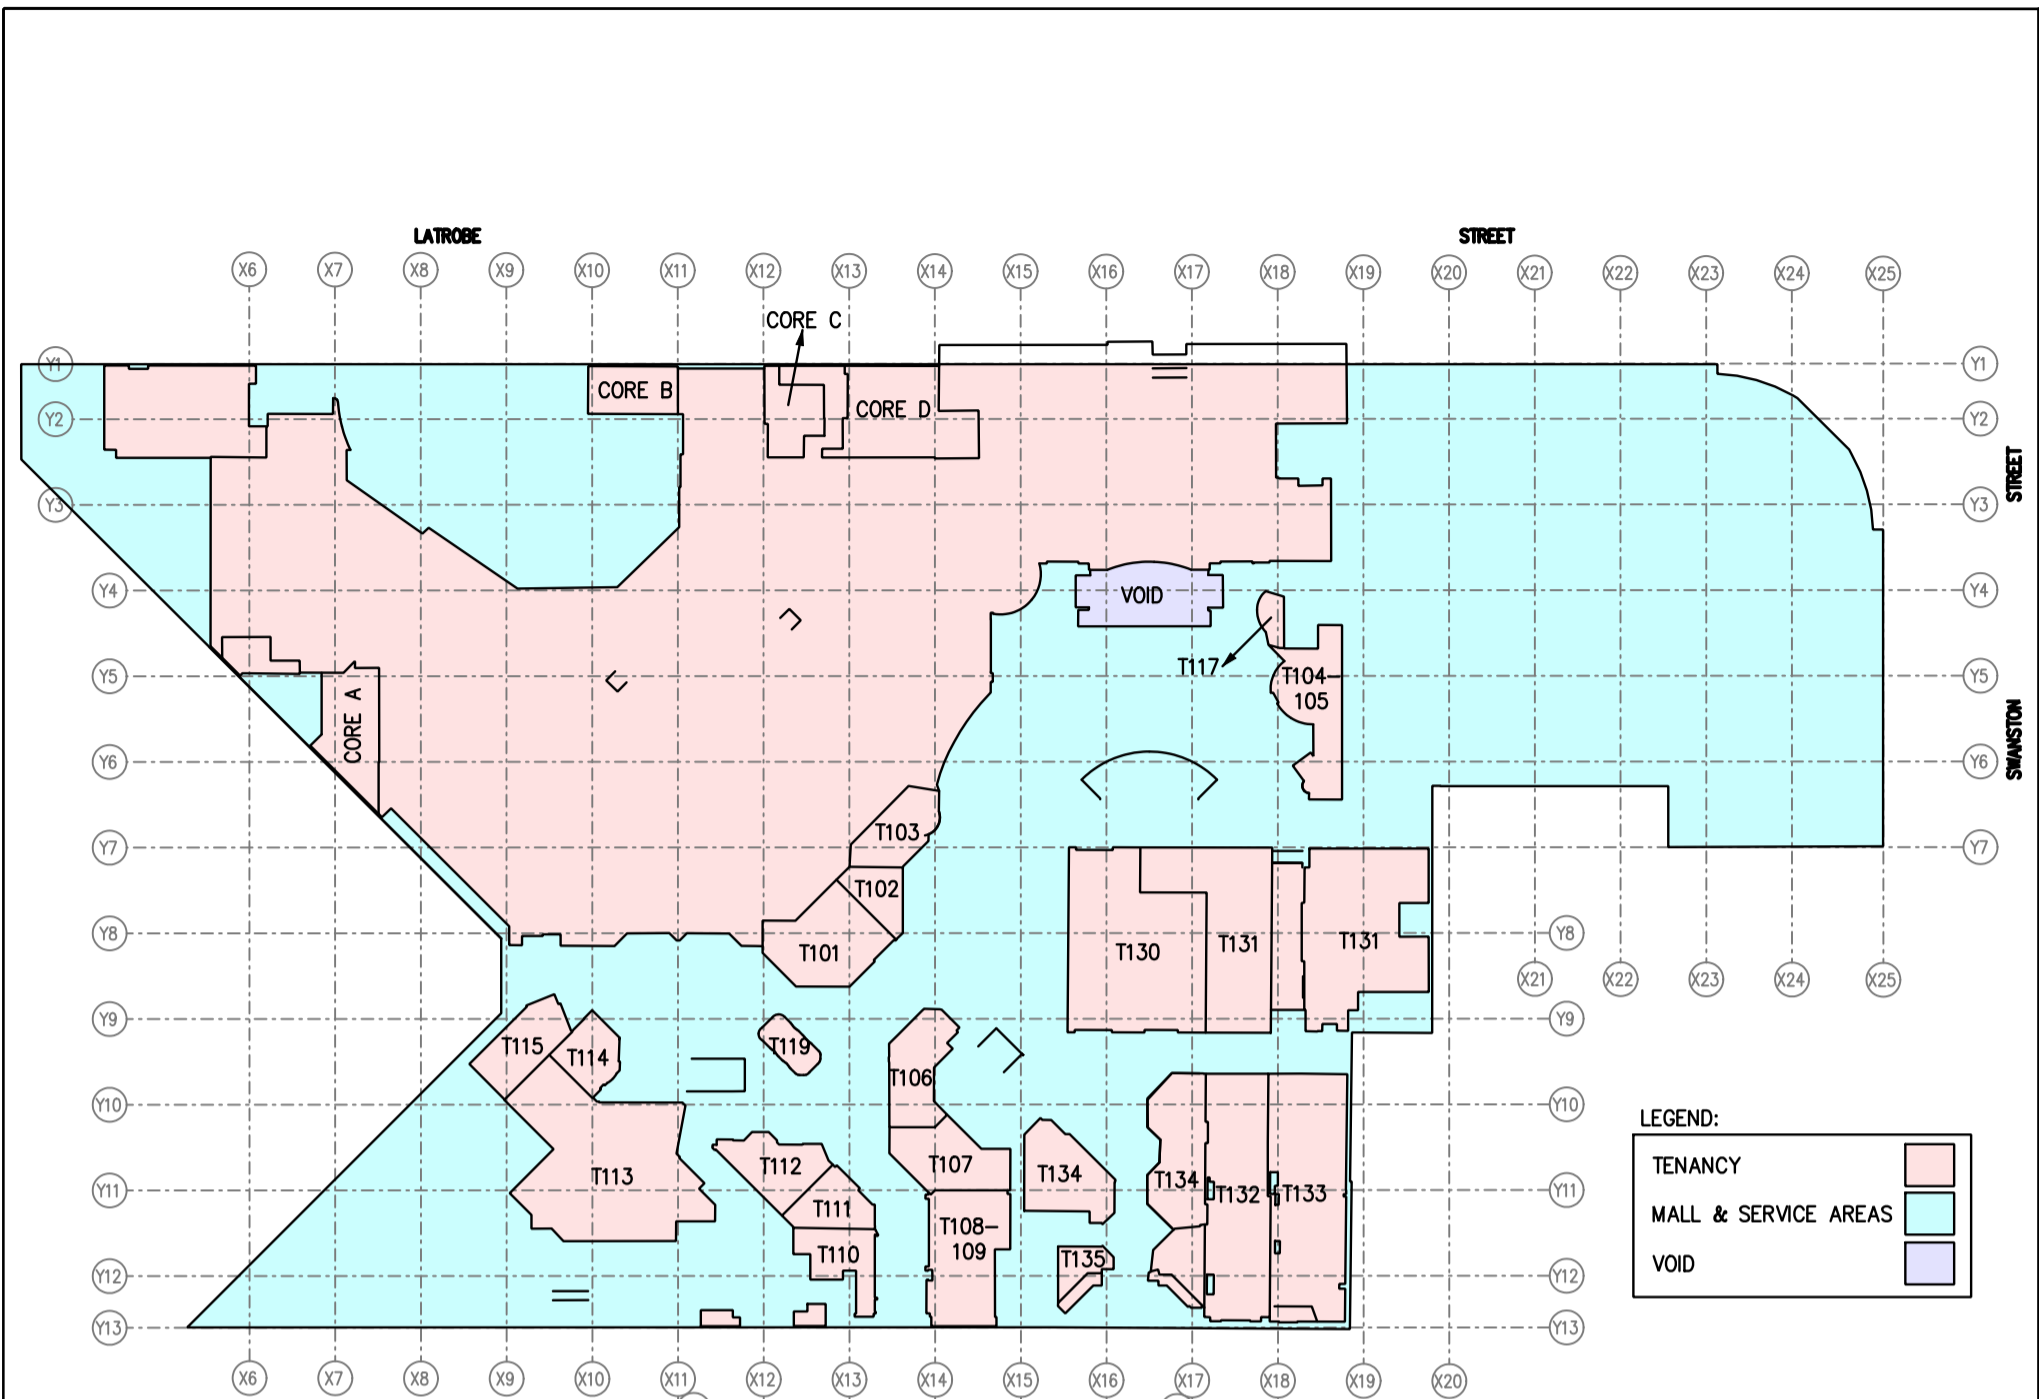 LATROBE STREET
X6 X7 X8 X9 X10 X11 X12 X13 X14 X15 X16 X17 X18 X19 X20 X21 X22 X23 X24 X25
CORE C
Y1 Y1
CORE B
CORE D
Y2 Y2
STREET
Y3 Y3
Y4 VOID Y4
T117
Y5 T104– Y5
105
CORE A
SWANSTON
Y6 Y6
T103
Y7 Y7
T102
Y8 Y8
T101 T130 T131 T131
X21 X22 X23 X24 X25
Y9 Y9
T115 T114 T119
T106
Y10 Y10
LEGEND:
T112 T107 TENANCY
T113 T134 T134
Y11 T132 T133 Y11
T111 MALL & SERVICE AREAS
T108–
109
T110 T135 VOID
Y12 Y12
Y13 Y13
X6 X7 X8 X9 X10 X11 X12 X13 X14 X15 X16 X17 X18 X19 X20